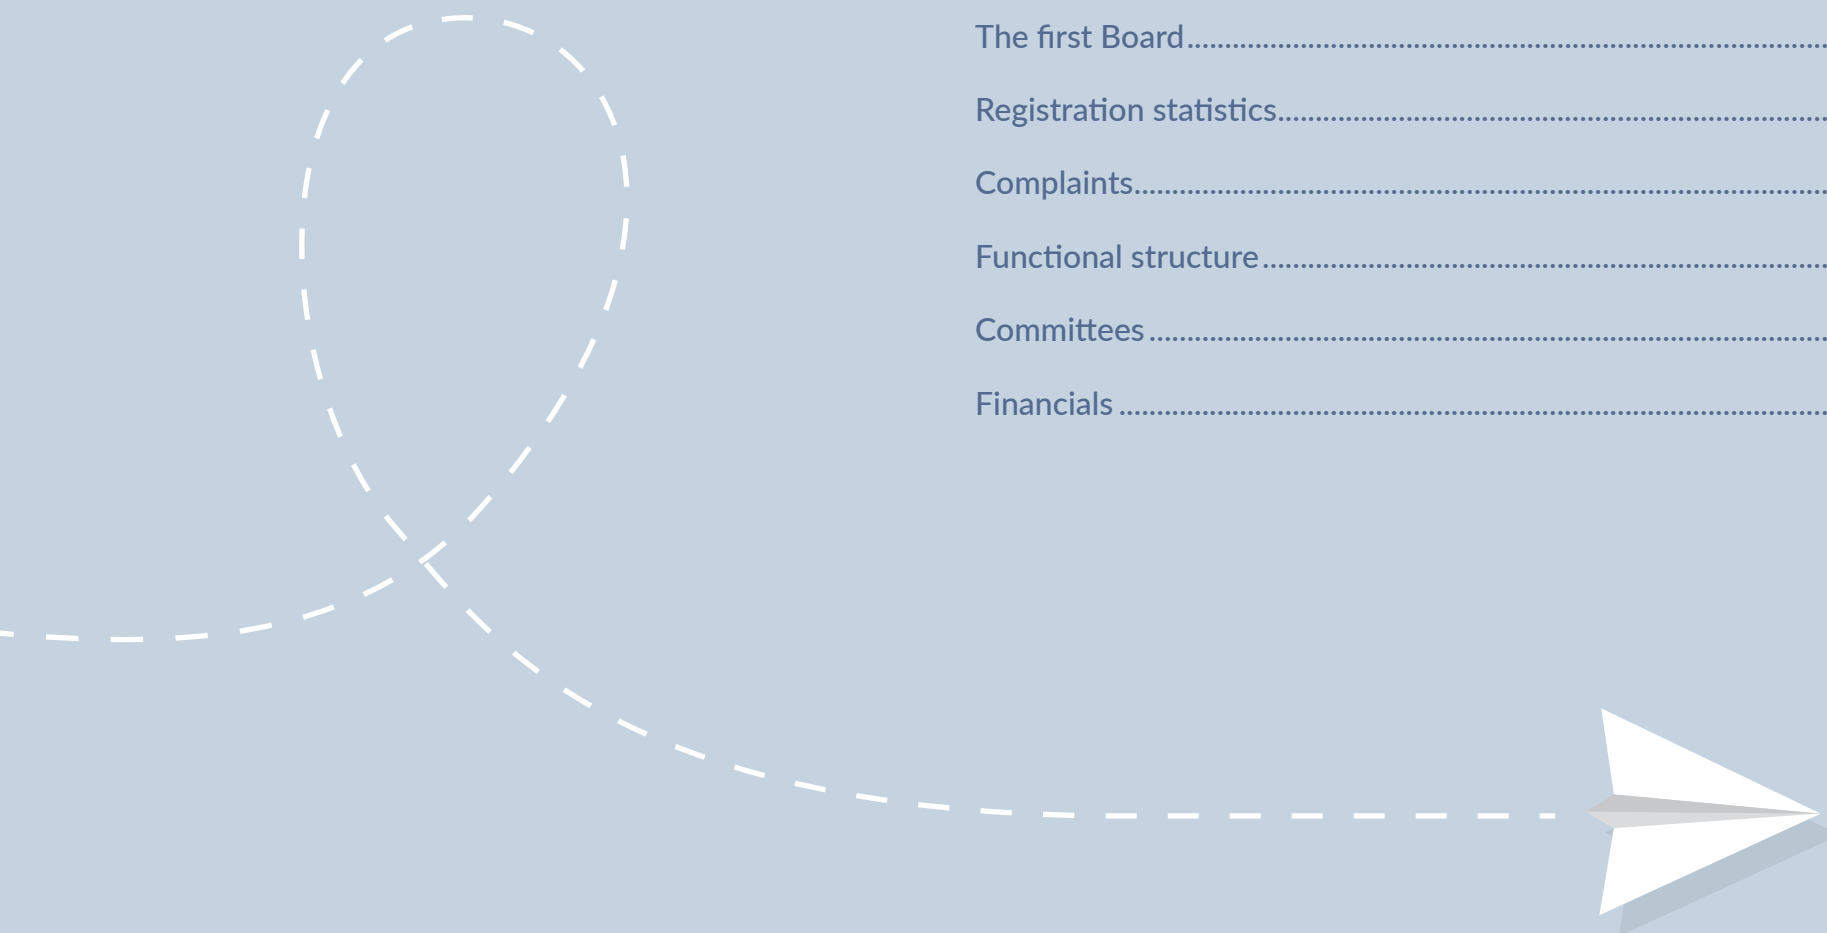 The first Board........................................................................................
Registration statistics............................................................................
Complaints..............................................................................................
Functional structure...............................................................................
Committees............................................................................................
Financials................................................................................................